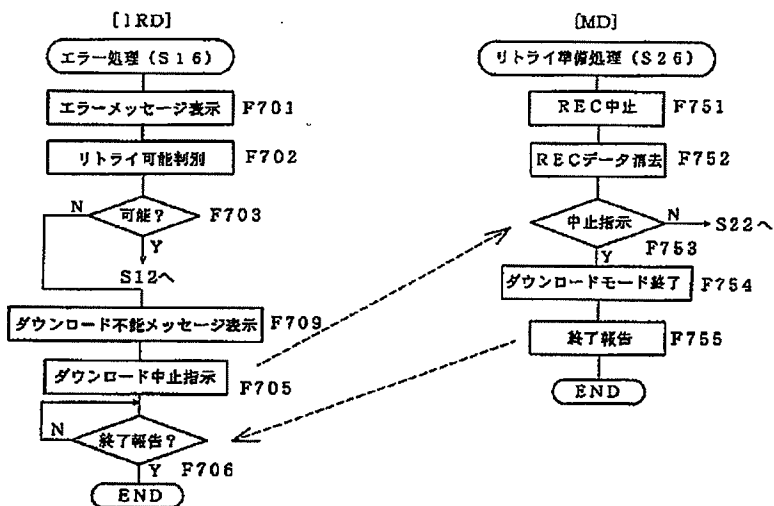 [IRD]
エラー処理(S16)
エラーメッセージ表示 F701
リトライ可能判別 F702
N 可能? F703
Y
S12へ
ダウンロード不能メッセージ表示 F709
ダウンロード中止指示 F705
N 終了報告?
Y F706
END
[MD]
リトライ準備処理(S26)
REC中止 F751
RECデータ消去 F752
中止指示 N S22へ
F753
Y
ダウンロードモード終了 F754
終了報告 F755
END